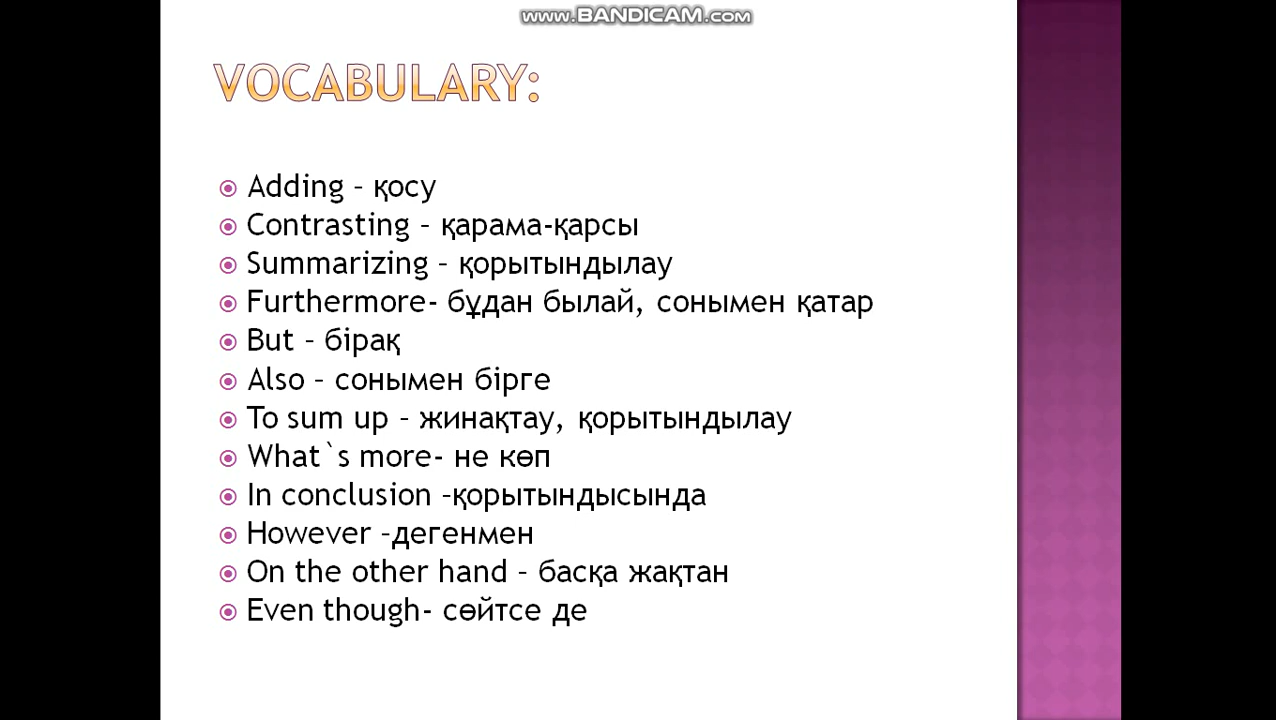 www.BANDICAM.com
VOCABULARY:
Adding – қосу
Contrasting – қарама-қарсы
Summarizing – қорытындылау
Furthermore- бұдан былай, сонымен қатар
But – бірақ
Also – сонымен бірге
To sum up – жинақтау, қорытындылау
What`s more- не көп
In conclusion –қорытындысында
However –дегенмен
On the other hand – басқа жақтан
Even though- сөйтсе де